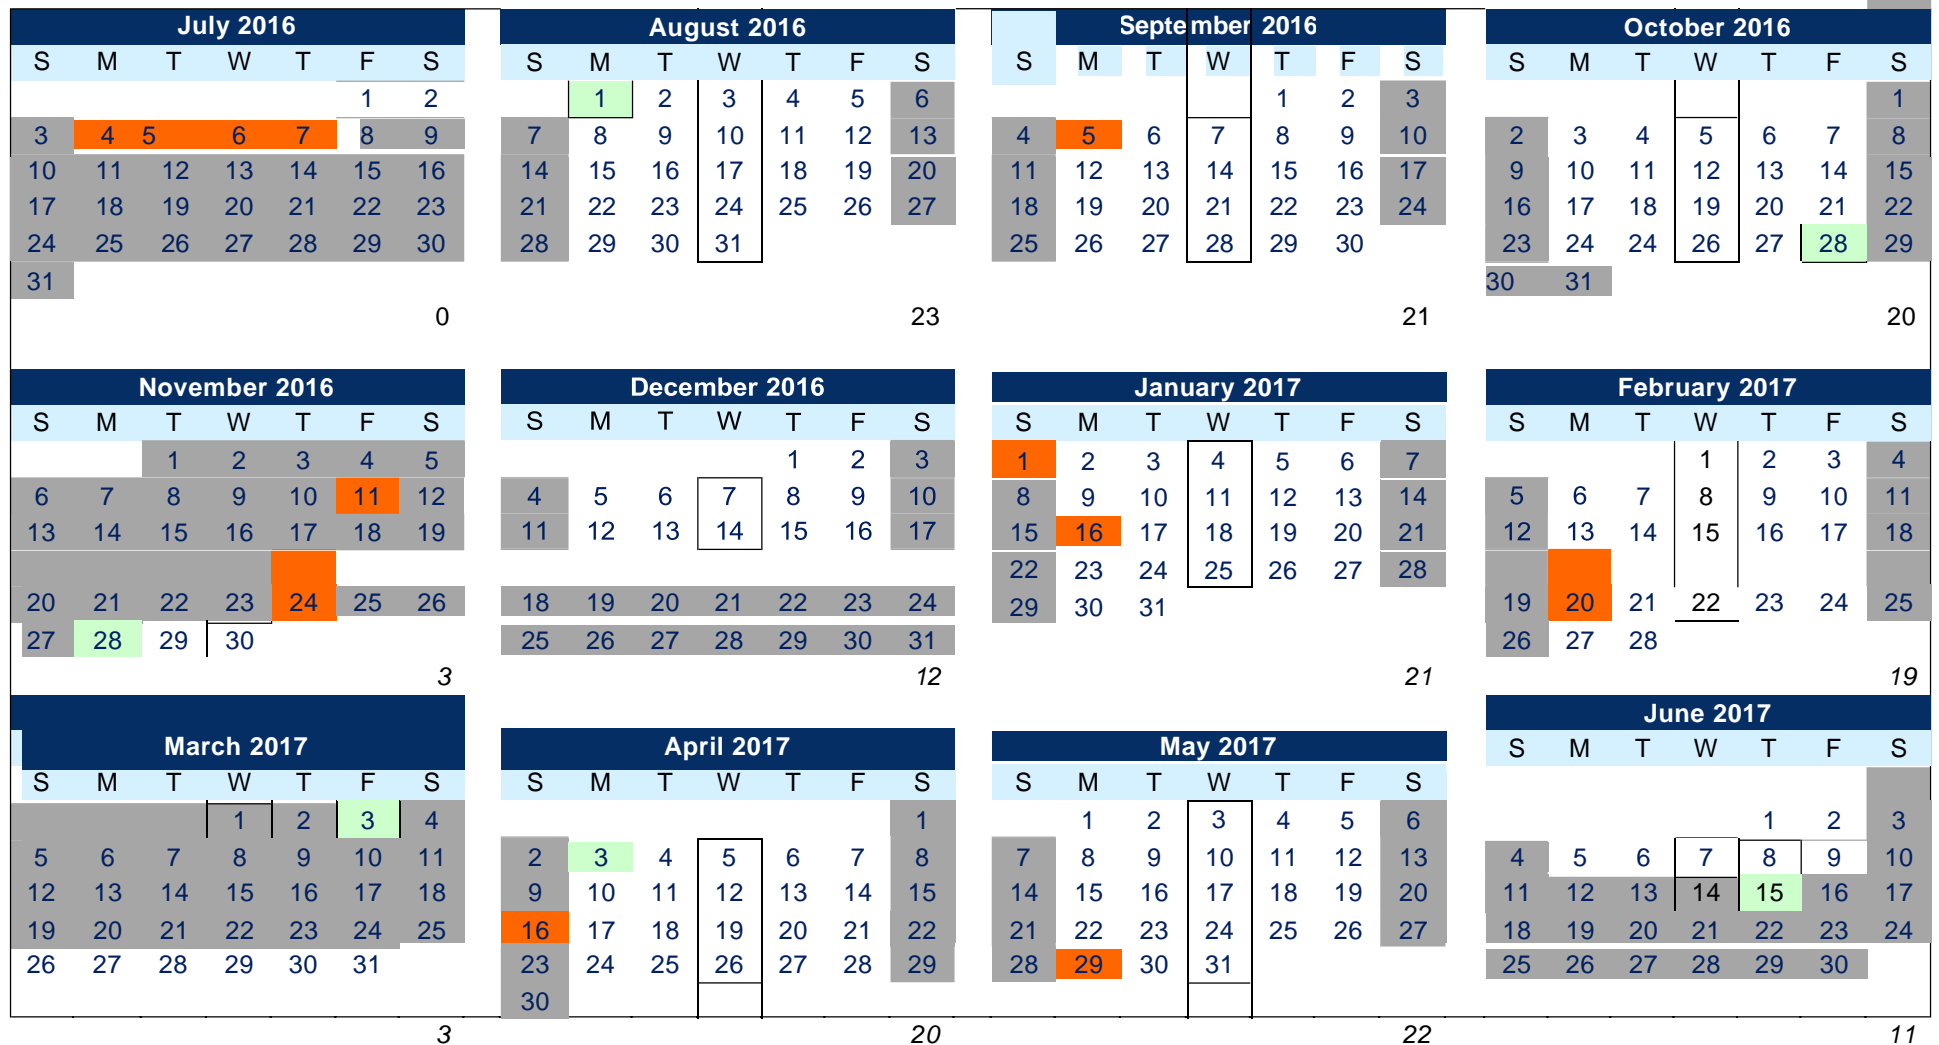 July 2016
S M T W T F S
1 2
3 4 5 6 7 8 9
10 11 12 13 14 15 16
17 18 19 20 21 22 23
24 25 26 27 28 29 30
31
0
August 2016
S M T W T F S
1 2 3 4 5 6
7 8 9 10 11 12 13
14 15 16 17 18 19 20
21 22 23 24 25 26 27
28 29 30 31
23
September 2016
S M T W T F S
1 2 3
4 5 6 7 8 9 10
11 12 13 14 15 16 17
18 19 20 21 22 23 24
25 26 27 28 29 30
21
October 2016
S M T W T F S
1
2 3 4 5 6 7 8
9 10 11 12 13 14 15
16 17 18 19 20 21 22
23 24 24 26 27 28 29
30 31
20
November 2016
S M T W T F S
1 2 3 4 5
6 7 8 9 10 11 12
13 14 15 16 17 18 19
20 21 22 23 24 25 26
27 28 29 30
3
December 2016
S M T W T F S
1 2 3
4 5 6 7 8 9 10
11 12 13 14 15 16 17
18 19 20 21 22 23 24
25 26 27 28 29 30 31
12
January 2017
S M T W T F S
1 2 3 4 5 6 7
8 9 10 11 12 13 14
15 16 17 18 19 20 21
22 23 24 25 26 27 28
29 30 31
21
February 2017
S M T W T F S
1 2 3 4
5 6 7 8 9 10 11
12 13 14 15 16 17 18
19 20 21 22 23 24 25
26 27 28
19
March 2017
S M T W T F S
1 2 3 4
5 6 7 8 9 10 11
12 13 14 15 16 17 18
19 20 21 22 23 24 25
26 27 28 29 30 31
3
April 2017
S M T W T F S
1
2 3 4 5 6 7 8
9 10 11 12 13 14 15
16 17 18 19 20 21 22
23 24 25 26 27 28 29
30
20
May 2017
S M T W T F S
1 2 3 4 5 6
7 8 9 10 11 12 13
14 15 16 17 18 19 20
21 22 23 24 25 26 27
28 29 30 31
22
June 2017
S M T W T F S
1 2 3
4 5 6 7 8 9 10
11 12 13 14 15 16 17
18 19 20 21 22 23 24
25 26 27 28 29 30
11